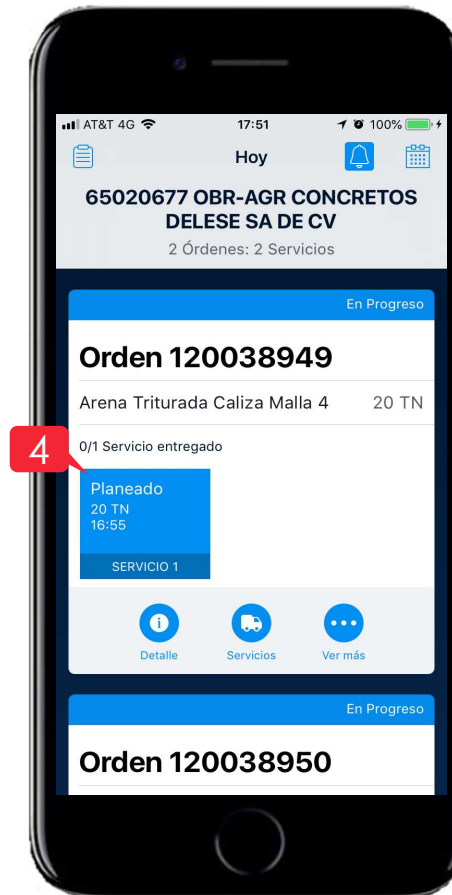 AT&T 4G 17:51 100%
Hoy
65020677 OBR-AGR CONCRETOS
DELESE SA DE CV
2 Órdenes: 2 Servicios
En Progreso
Orden 120038949
Arena Triturada Caliza Malla 4 20 TN
4
0/1 Servicio entregado
Planeado
20 TN
16:55
SERVICIO 1
Detalle Servicios Ver más
En Progreso
Orden 120038950